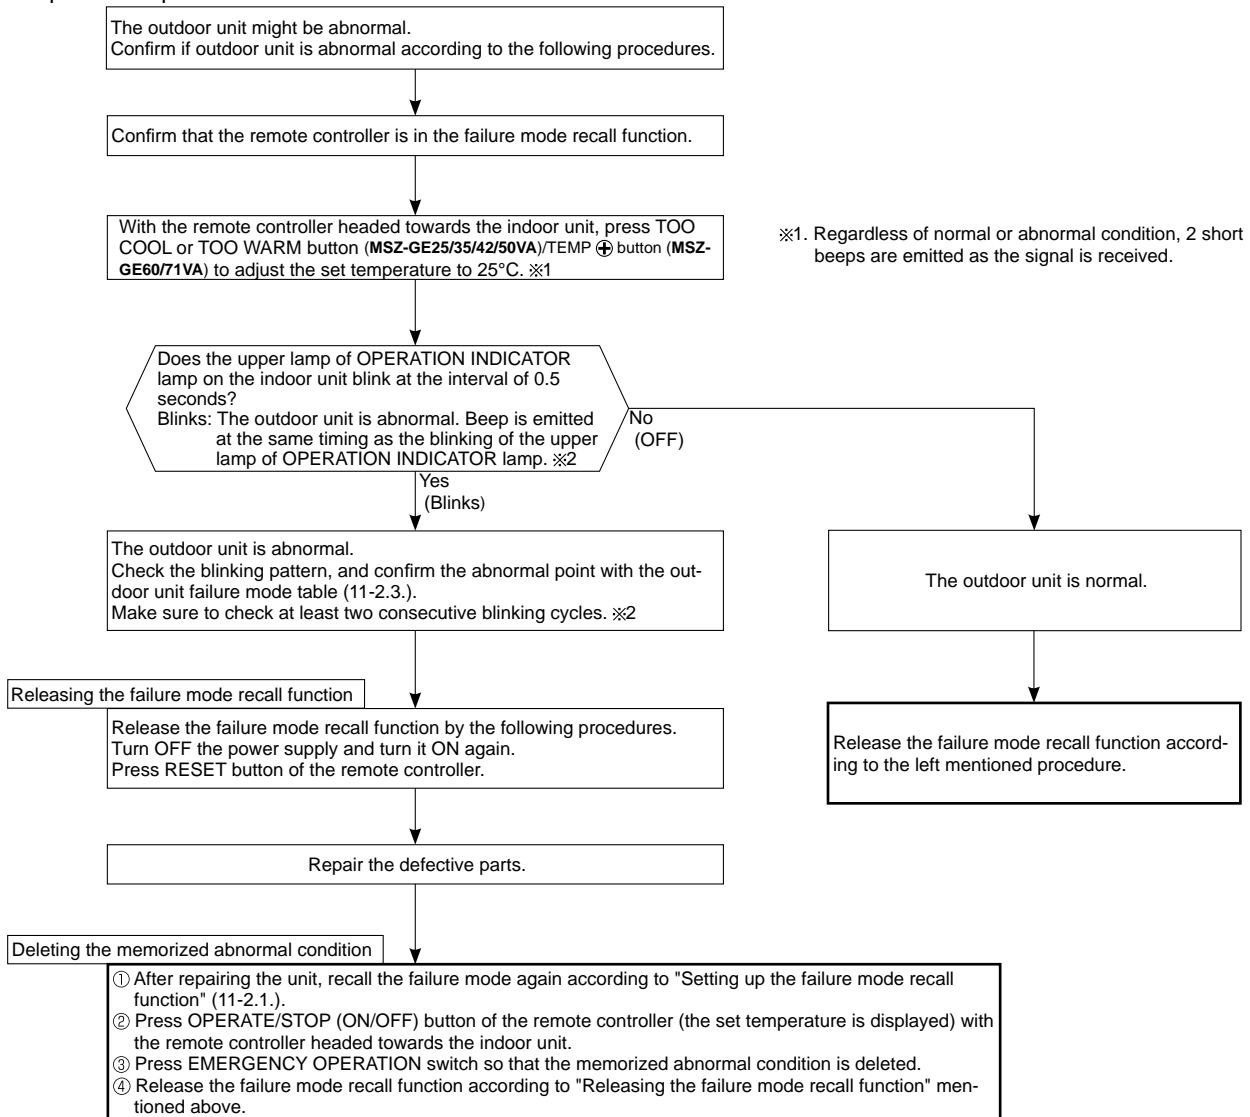 The outdoor unit might be abnormal.
Confirm if outdoor unit is abnormal according to the following procedures.
Confirm that the remote controller is in the failure mode recall function.
With the remote controller headed towards the indoor unit, press TOO
COOL or TOO WARM button (MSZ-GE25/35/42/50VA)/TEMP ⊕ button (MSZ-
GE60/71VA) to adjust the set temperature to 25°C. ※1
※1. Regardless of normal or abnormal condition, 2 short
beeps are emitted as the signal is received.
Does the upper lamp of OPERATION INDICATOR
lamp on the indoor unit blink at the interval of 0.5
seconds?
Blinks: The outdoor unit is abnormal. Beep is emitted
at the same timing as the blinking of the upper
lamp of OPERATION INDICATOR lamp. ※2
No
(OFF)
Yes
(Blinks)
The outdoor unit is abnormal.
Check the blinking pattern, and confirm the abnormal point with the out-
door unit failure mode table (11-2.3.).
Make sure to check at least two consecutive blinking cycles. ※2
The outdoor unit is normal.
Releasing the failure mode recall function
Release the failure mode recall function by the following procedures.
Turn OFF the power supply and turn it ON again.
Press RESET button of the remote controller.
Release the failure mode recall function accord-
ing to the left mentioned procedure.
Repair the defective parts.
Deleting the memorized abnormal condition
① After repairing the unit, recall the failure mode again according to "Setting up the failure mode recall
function" (11-2.1.).
② Press OPERATE/STOP (ON/OFF) button of the remote controller (the set temperature is displayed) with
the remote controller headed towards the indoor unit.
③ Press EMERGENCY OPERATION switch so that the memorized abnormal condition is deleted.
④ Release the failure mode recall function according to "Releasing the failure mode recall function" men-
tioned above.